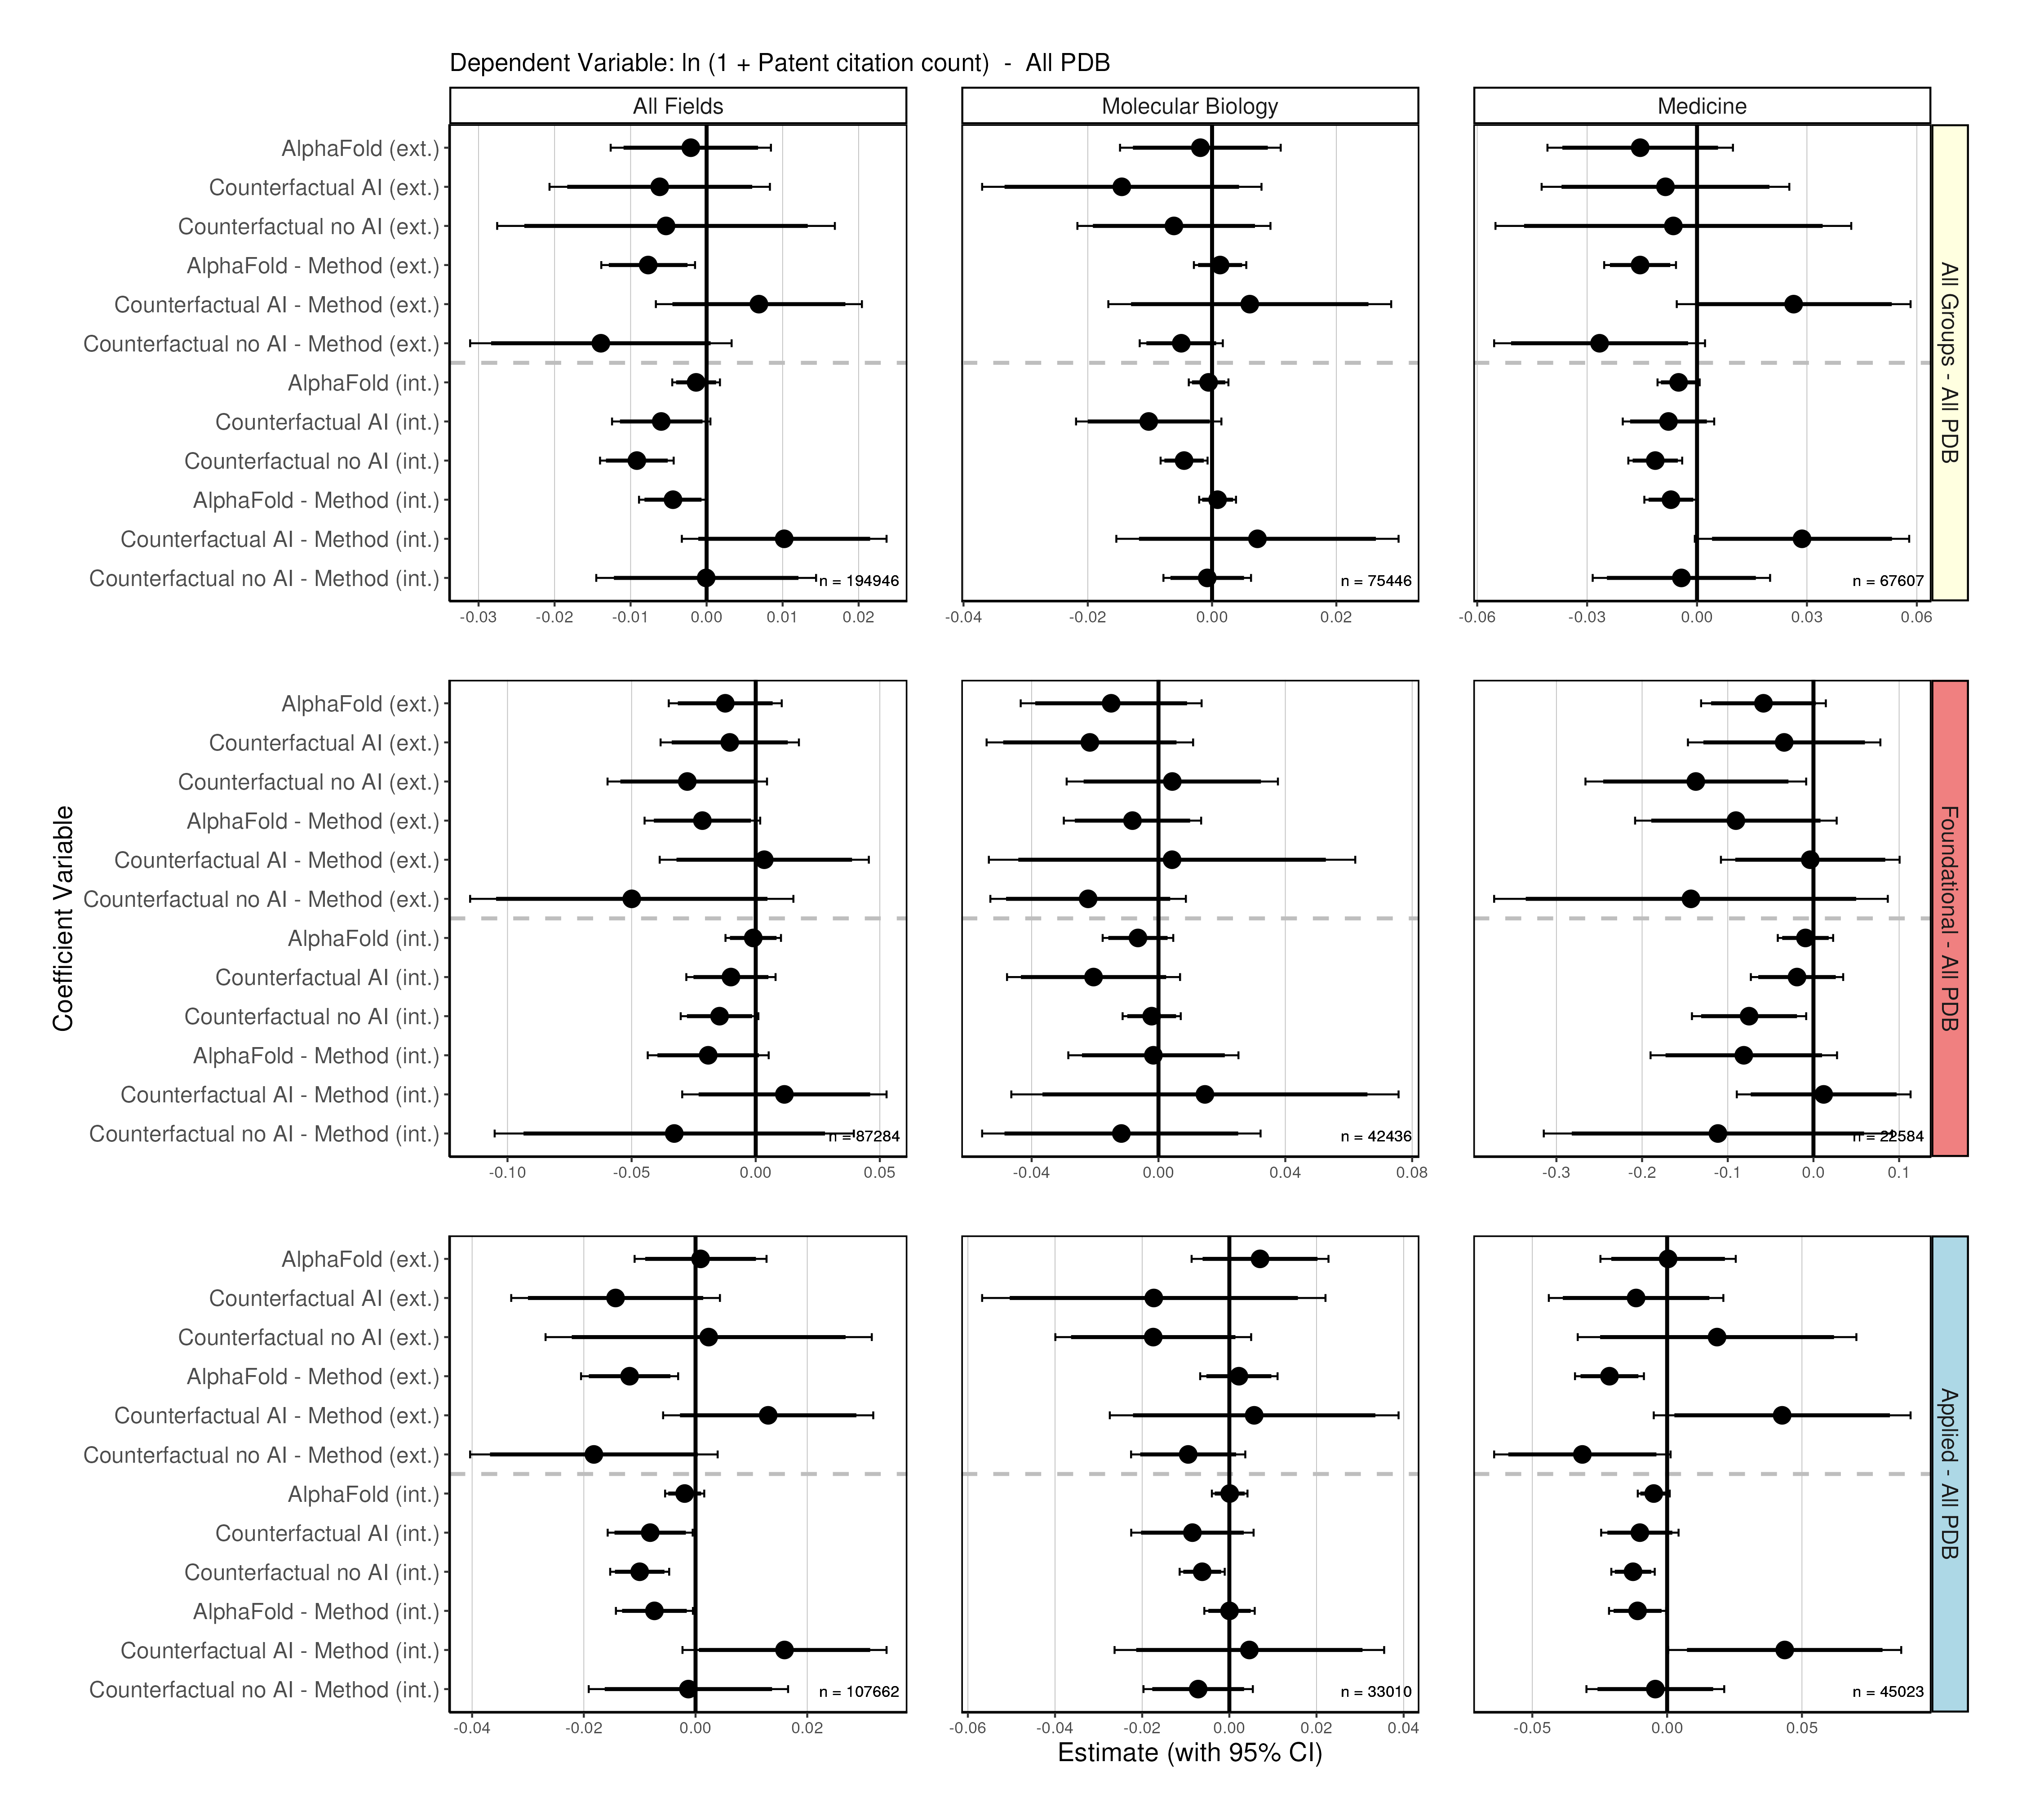 Dependent Variable: ln (1 + Patent citation count)  -  All PDB
All Fields
Molecular Biology
Medicine
AlphaFold (ext.)
Counterfactual AI (ext.)
Counterfactual no AI (ext.)
AlphaFold - Method (ext.)
Counterfactual AI - Method (ext.)
Counterfactual no AI - Method (ext.)
AlphaFold (int.)
Counterfactual AI (int.)
Counterfactual no AI (int.)
AlphaFold - Method (int.)
Counterfactual AI - Method (int.)
Counterfactual no AI - Method (int.)
n = 194946
n = 75446
n = 67607
All Groups - All PDB
-0.03 -0.02 -0.01 0.00 0.01 0.02
-0.04 -0.02 0.00 0.02
-0.06 -0.03 0.00 0.03 0.06
Coefficient Variable
AlphaFold (ext.)
Counterfactual AI (ext.)
Counterfactual no AI (ext.)
AlphaFold - Method (ext.)
Counterfactual AI - Method (ext.)
Counterfactual no AI - Method (ext.)
AlphaFold (int.)
Counterfactual AI (int.)
Counterfactual no AI (int.)
AlphaFold - Method (int.)
Counterfactual AI - Method (int.)
Counterfactual no AI - Method (int.)
n = 87284
n = 42436
n = 22584
Foundational - All PDB
-0.10 -0.05 0.00 0.05
-0.04 0.00 0.04 0.08
-0.3 -0.2 -0.1 0.0 0.1
AlphaFold (ext.)
Counterfactual AI (ext.)
Counterfactual no AI (ext.)
AlphaFold - Method (ext.)
Counterfactual AI - Method (ext.)
Counterfactual no AI - Method (ext.)
AlphaFold (int.)
Counterfactual AI (int.)
Counterfactual no AI (int.)
AlphaFold - Method (int.)
Counterfactual AI - Method (int.)
Counterfactual no AI - Method (int.)
n = 107662
n = 33010
n = 45023
Applied - All PDB
-0.04 -0.02 0.00 0.02
-0.06 -0.04 -0.02 0.00 0.02 0.04
-0.05 0.00 0.05
Estimate (with 95% CI)